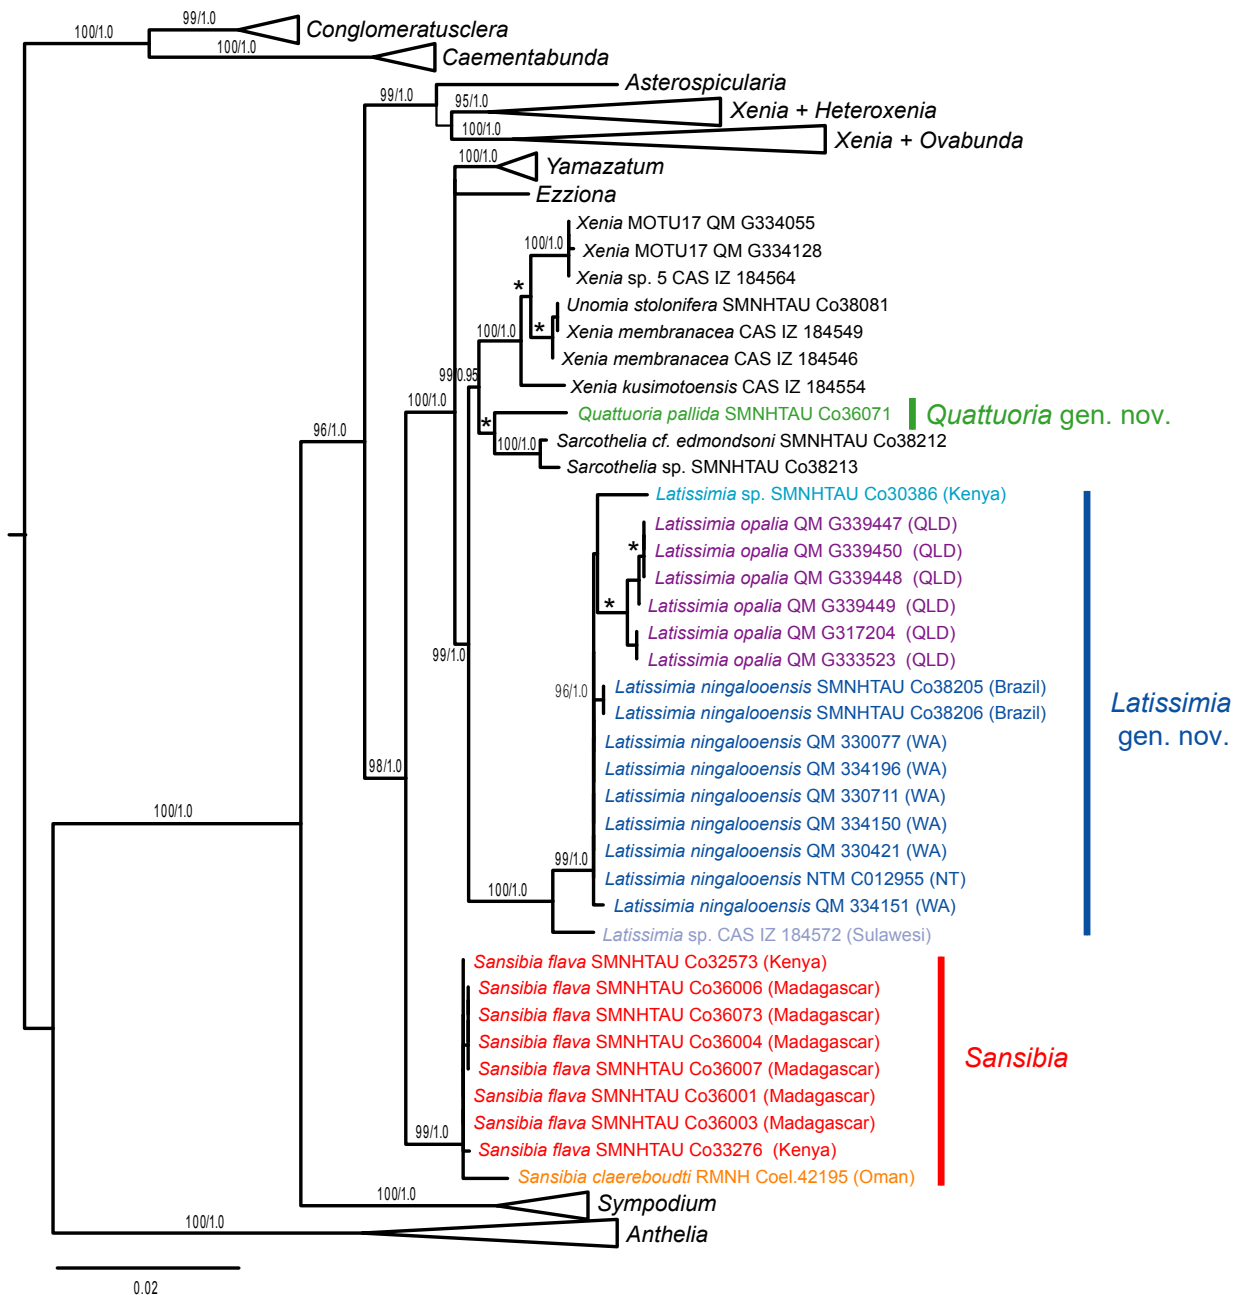 99/1.0
Conglomeratusclera
100/1.0
100/1.0
Caementabunda
Asterospicularia
99/1.0
95/1.0
Xenia + Heteroxenia
100/1.0
Xenia + Ovabunda
100/1.0
Yamazatum
Ezziona
Xenia MOTU17 QM G334055
100/1.0
Xenia MOTU17 QM G334128
Xenia sp. 5 CAS IZ 184564
*
Unomia stolonifera SMNHTAU Co38081
*
100/1.0
Xenia membranacea CAS IZ 184549
Xenia membranacea CAS IZ 184546
99/0.95
Xenia kusimotoensis CAS IZ 184554
100/1.0
Quattuoria pallida SMNHTAU Co36071
Quattuoria gen. nov.
*
96/1.0
100/1.0
Sarcothelia cf. edmondsoni SMNHTAU Co38212
Sarcothelia sp. SMNHTAU Co38213
Latissimia sp. SMNHTAU Co30386 (Kenya)
Latissimia opalia QM G339447 (QLD)
*
Latissimia opalia QM G339450 (QLD)
Latissimia opalia QM G339448 (QLD)
*
Latissimia opalia QM G339449 (QLD)
Latissimia opalia QM G317204 (QLD)
99/1.0
Latissimia opalia QM G333523 (QLD)
96/1.0
Latissimia ningalooensis SMNHTAU Co38205 (Brazil)
Latissimia ningalooensis SMNHTAU Co38206 (Brazil)
Latissimia
gen. nov.
Latissimia ningalooensis QM 330077 (WA)
98/1.0
Latissimia ningalooensis QM 334196 (WA)
Latissimia ningalooensis QM 330711 (WA)
100/1.0
Latissimia ningalooensis QM 334150 (WA)
Latissimia ningalooensis QM 330421 (WA)
99/1.0
Latissimia ningalooensis NTM C012955 (NT)
100/1.0
Latissimia ningalooensis QM 334151 (WA)
Latissimia sp. CAS IZ 184572 (Sulawesi)
Sansibia flava SMNHTAU Co32573 (Kenya)
Sansibia flava SMNHTAU Co36006 (Madagascar)
Sansibia flava SMNHTAU Co36073 (Madagascar)
Sansibia flava SMNHTAU Co36004 (Madagascar)
Sansibia
Sansibia flava SMNHTAU Co36007 (Madagascar)
Sansibia flava SMNHTAU Co36001 (Madagascar)
Sansibia flava SMNHTAU Co36003 (Madagascar)
99/1.0
Sansibia flava SMNHTAU Co33276 (Kenya)
Sansibia claereboudti RMNH Coel.42195 (Oman)
100/1.0
Sympodium
100/1.0
Anthelia
0.02